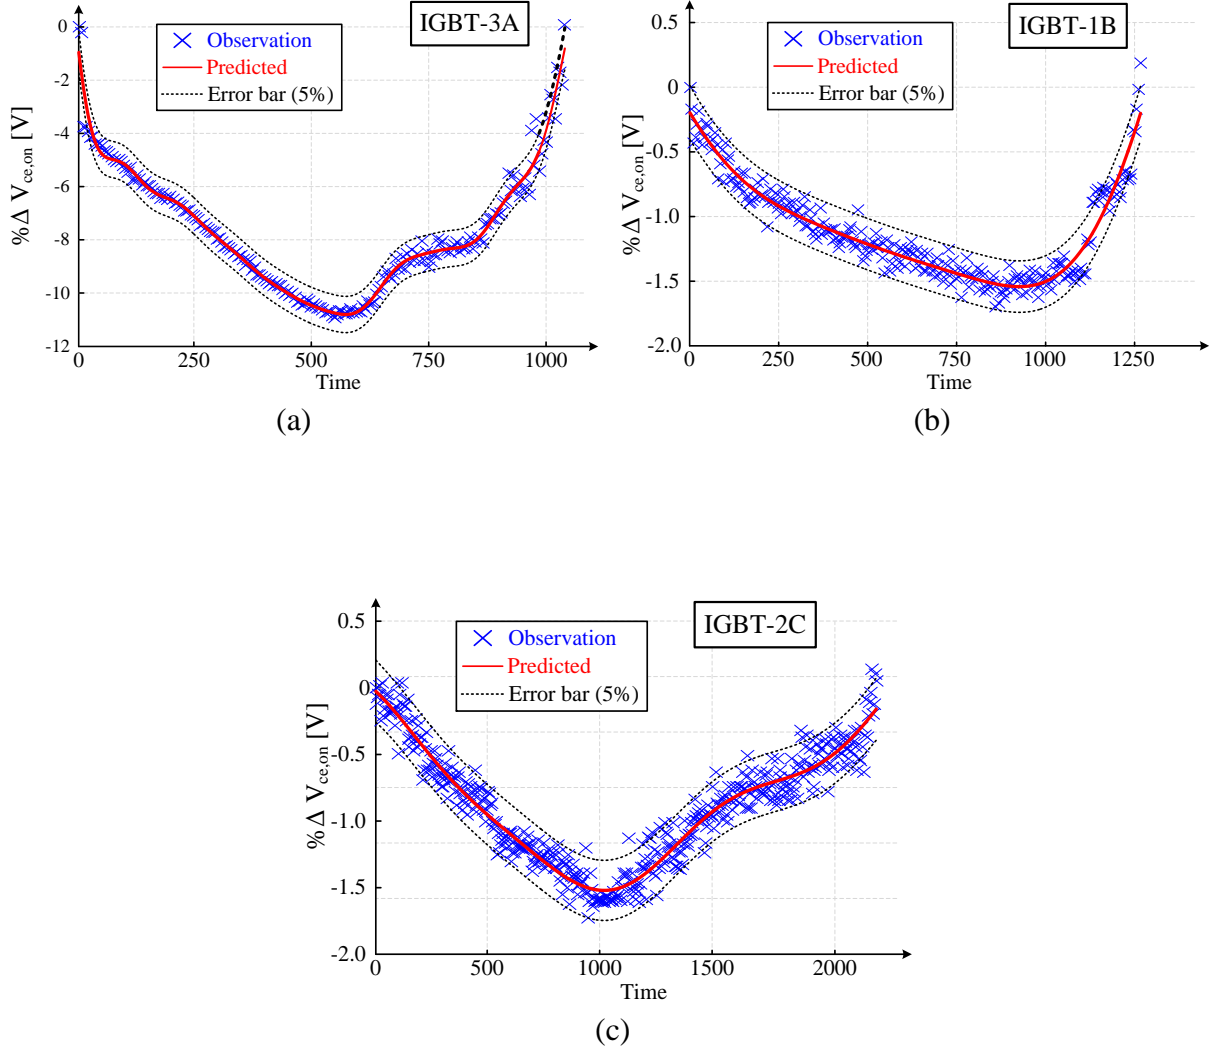 IGBT-3A
Observation
Predicted
Error bar (5%)
0
-2
-4
-6
-8
-10
-12
% Δ V_ce,on [V]
0
250
500
750
1000
Time
(a)
IGBT-1B
Observation
Predicted
Error bar (5%)
0.5
0
-0.5
-1.0
-1.5
-2.0
% Δ V_ce,on [V]
0
250
500
750
1000
1250
Time
(b)
IGBT-2C
Observation
Predicted
Error bar (5%)
0.5
0
-0.5
-1.0
-1.5
-2.0
% Δ V_ce,on [V]
0
500
1000
1500
2000
Time
(c)